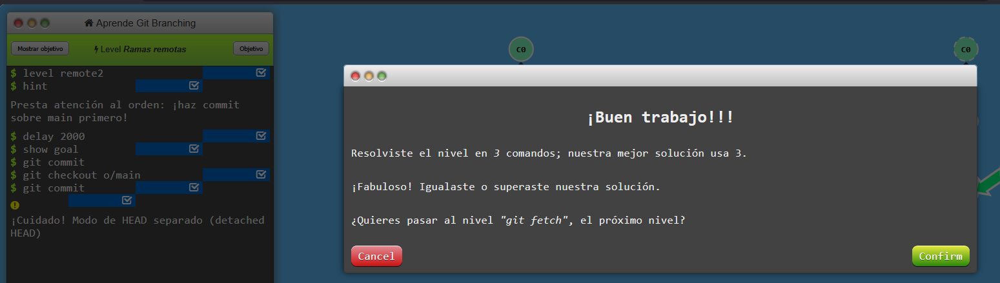 Aprende Git Branching
Mostrar objetivo
Level Ramas remotas
Objetivo
$ level remote2
$ hint
Presta atención al orden: ¡haz commit
sobre main primero!
$ delay 2000
$ show goal
$ git commit
$ git checkout o/main
$ git commit
¡Cuidado! Modo de HEAD separado (detached
HEAD)
C0
C0
¡Buen trabajo!!!
Resolviste el nivel en 3 comandos; nuestra mejor solución usa 3.
¡Fabuloso! Igualaste o superaste nuestra solución.
¿Quieres pasar al nivel "git fetch", el próximo nivel?
Cancel
Confirm